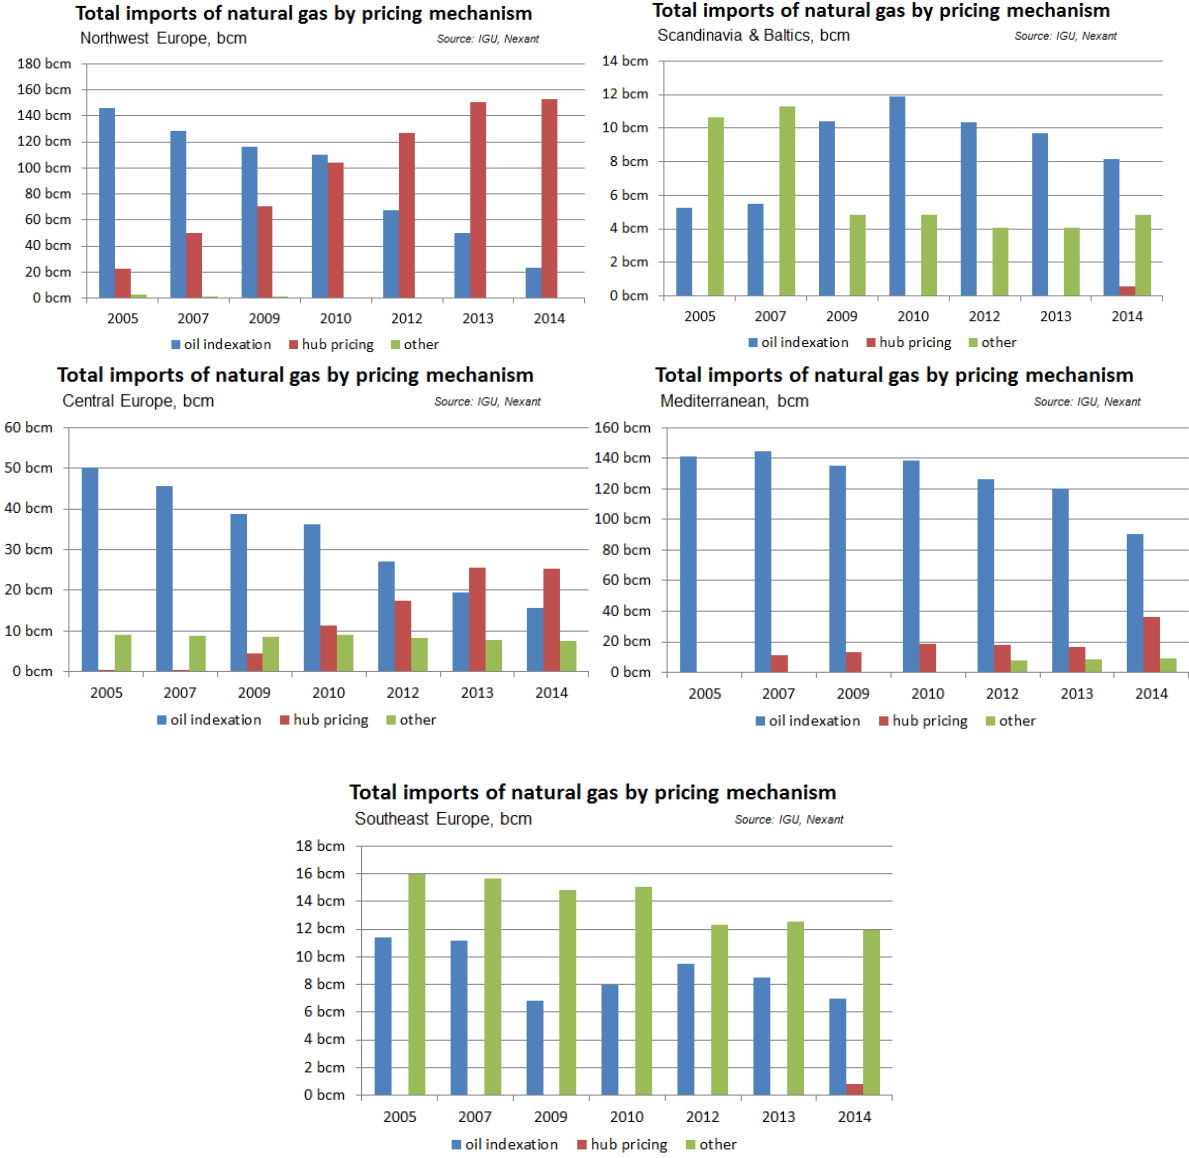 Total imports of natural gas by pricing mechanism
Northwest Europe, bcm
Source: IGU, Nexant
180 bcm
160 bcm
140 bcm
120 bcm
100 bcm
80 bcm
60 bcm
40 bcm
20 bcm
0 bcm
2005 2007 2009 2010 2012 2013 2014
oil indexation hub pricing other
Total imports of natural gas by pricing mechanism
Scandinavia & Baltics, bcm
Source: IGU, Nexant
14 bcm
12 bcm
10 bcm
8 bcm
6 bcm
4 bcm
2 bcm
0 bcm
2005 2007 2009 2010 2012 2013 2014
oil indexation hub pricing other
Total imports of natural gas by pricing mechanism
Central Europe, bcm
Source: IGU, Nexant
60 bcm
50 bcm
40 bcm
30 bcm
20 bcm
10 bcm
0 bcm
2005 2007 2009 2010 2012 2013 2014
oil indexation hub pricing other
Total imports of natural gas by pricing mechanism
Mediterranean, bcm
Source: IGU, Nexant
160 bcm
140 bcm
120 bcm
100 bcm
80 bcm
60 bcm
40 bcm
20 bcm
0 bcm
2005 2007 2009 2010 2012 2013 2014
oil indexation hub pricing other
Total imports of natural gas by pricing mechanism
Southeast Europe, bcm
Source: IGU, Nexant
18 bcm
16 bcm
14 bcm
12 bcm
10 bcm
8 bcm
6 bcm
4 bcm
2 bcm
0 bcm
2005 2007 2009 2010 2012 2013 2014
oil indexation hub pricing other